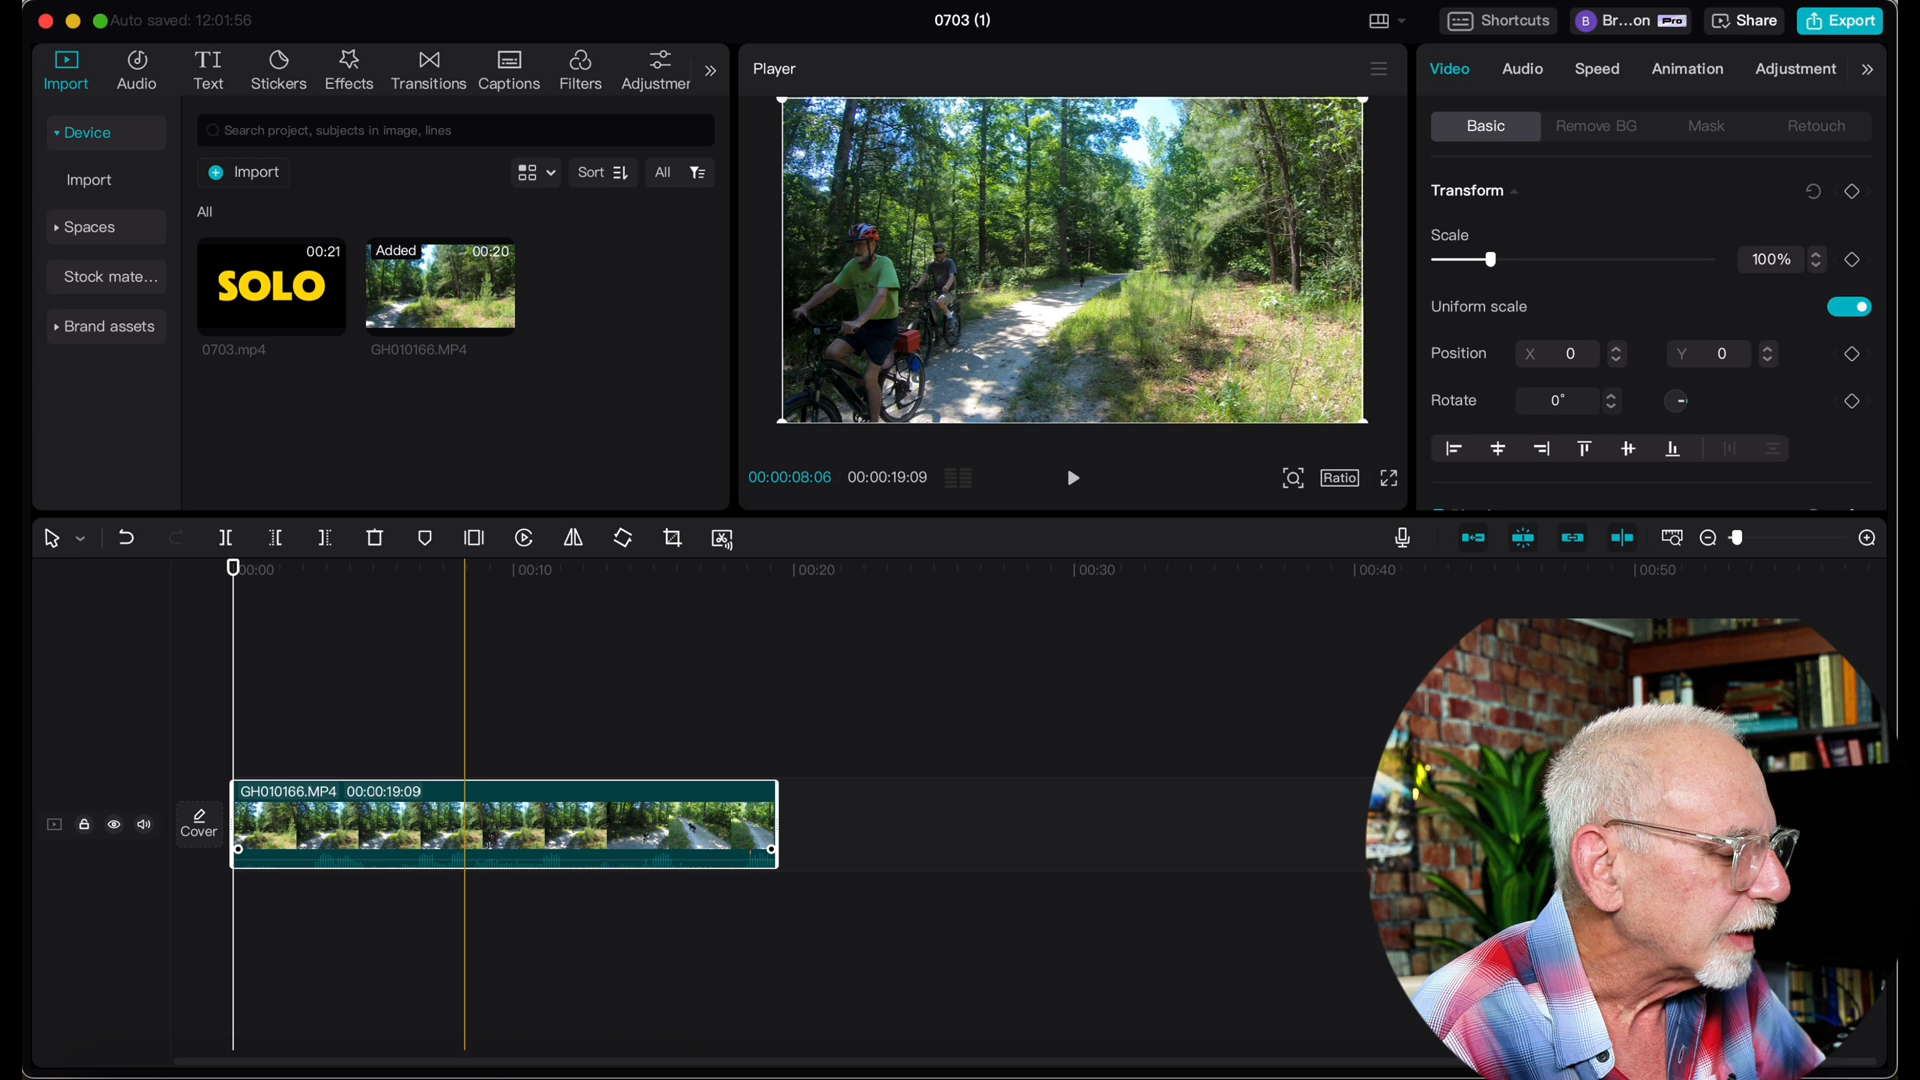 Auto saved: 12:01:56
0703 (1)
Shortcuts
B
Br...on
Pro
Share
Export
Import
Audio
TI
Text
Stickers
Effects
Transitions
Captions
Filters
Adjustmer
Player
Video
Audio
Speed
Animation
Adjustment
Device
Import
Spaces
Stock mate...
Brand assets
Search project, subjects in image, lines
Import
Sort
All
All
00:21
SOLO
0703.mp4
Added
00:20
GH010166.MP4
00:00:08:06
00:00:19:09
Ratio
Basic
Remove BG
Mask
Retouch
Transform
Scale
100%
Uniform scale
Position
X
0
Y
0
Rotate
0°
00:00
00:10
00:20
00:30
00:40
00:50
Cover
GH010166.MP4 00:00:19:09